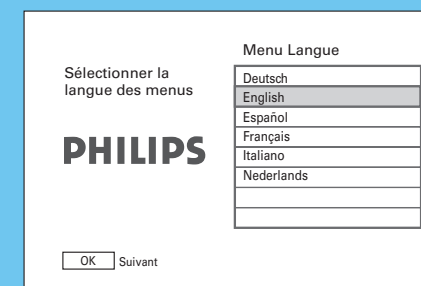 Menu Langue
Sélectionner la
langue des menus
PHILIPS
Deutsch
English
Español
Français
Italiano
Nederlands
OK Suivant